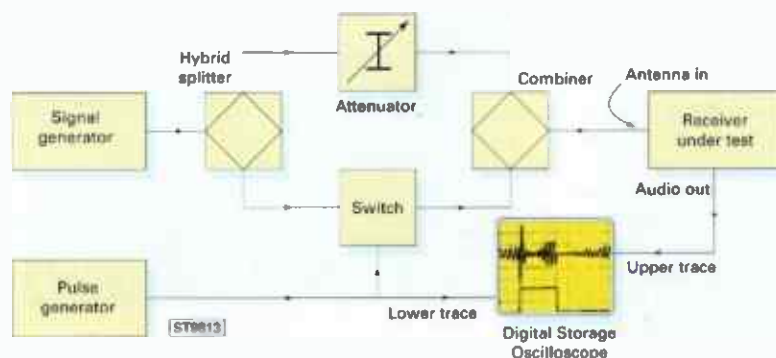 Hybrid
splitter
Attenuator
Combiner
Antenna in
Signal
generator
Receiver
under test
Switch
Audio out
Pulse
generator
Lower trace
Upper trace
ST9813
Digital Storage
Oscilloscope